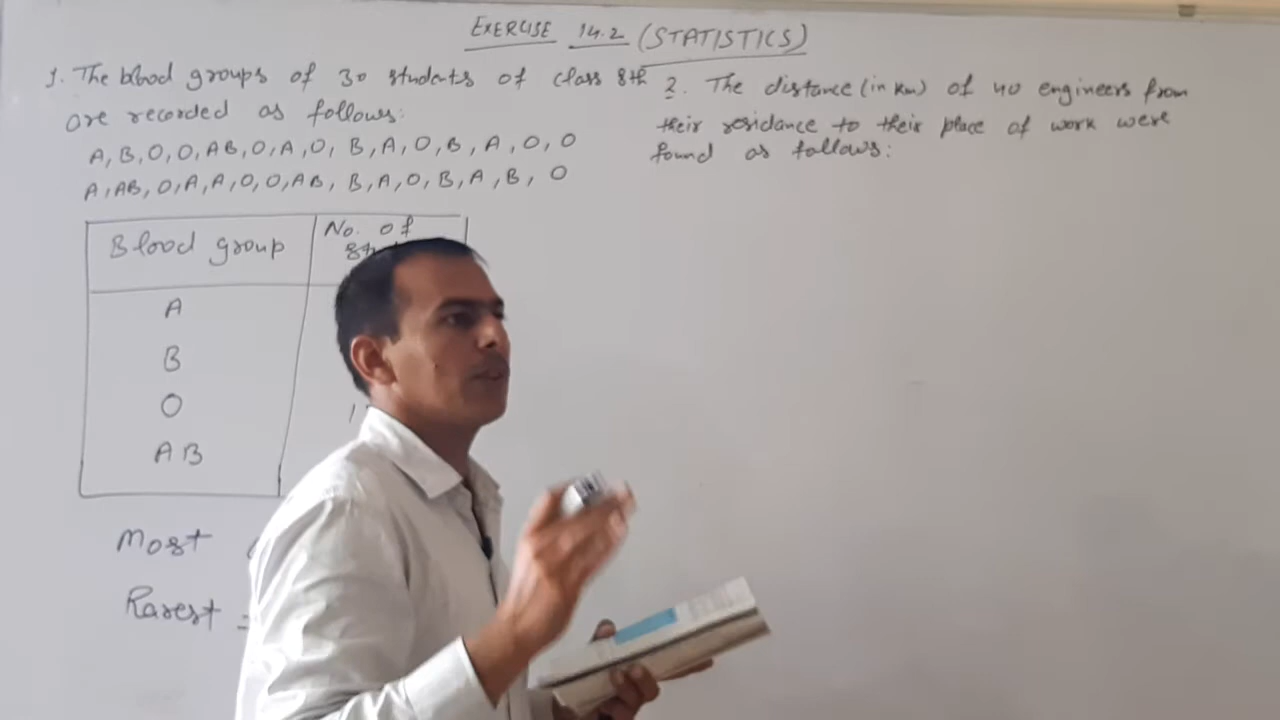 EXERCISE 14.2 (STATISTICS)
1. The blood groups of 30 students of class 8th
are recorded as follows:
A, B, O, O, AB, O, A, O, B, A, O, B, A, O, O
A, AB, O, A, A, O, O, AB, B, A, O, B, A, B, O
Blood group
No. of
A
B
O
AB
Most
Rarest =
2. The distance (in km) of 40 engineers from
their residance to their place of work were
found as follows: